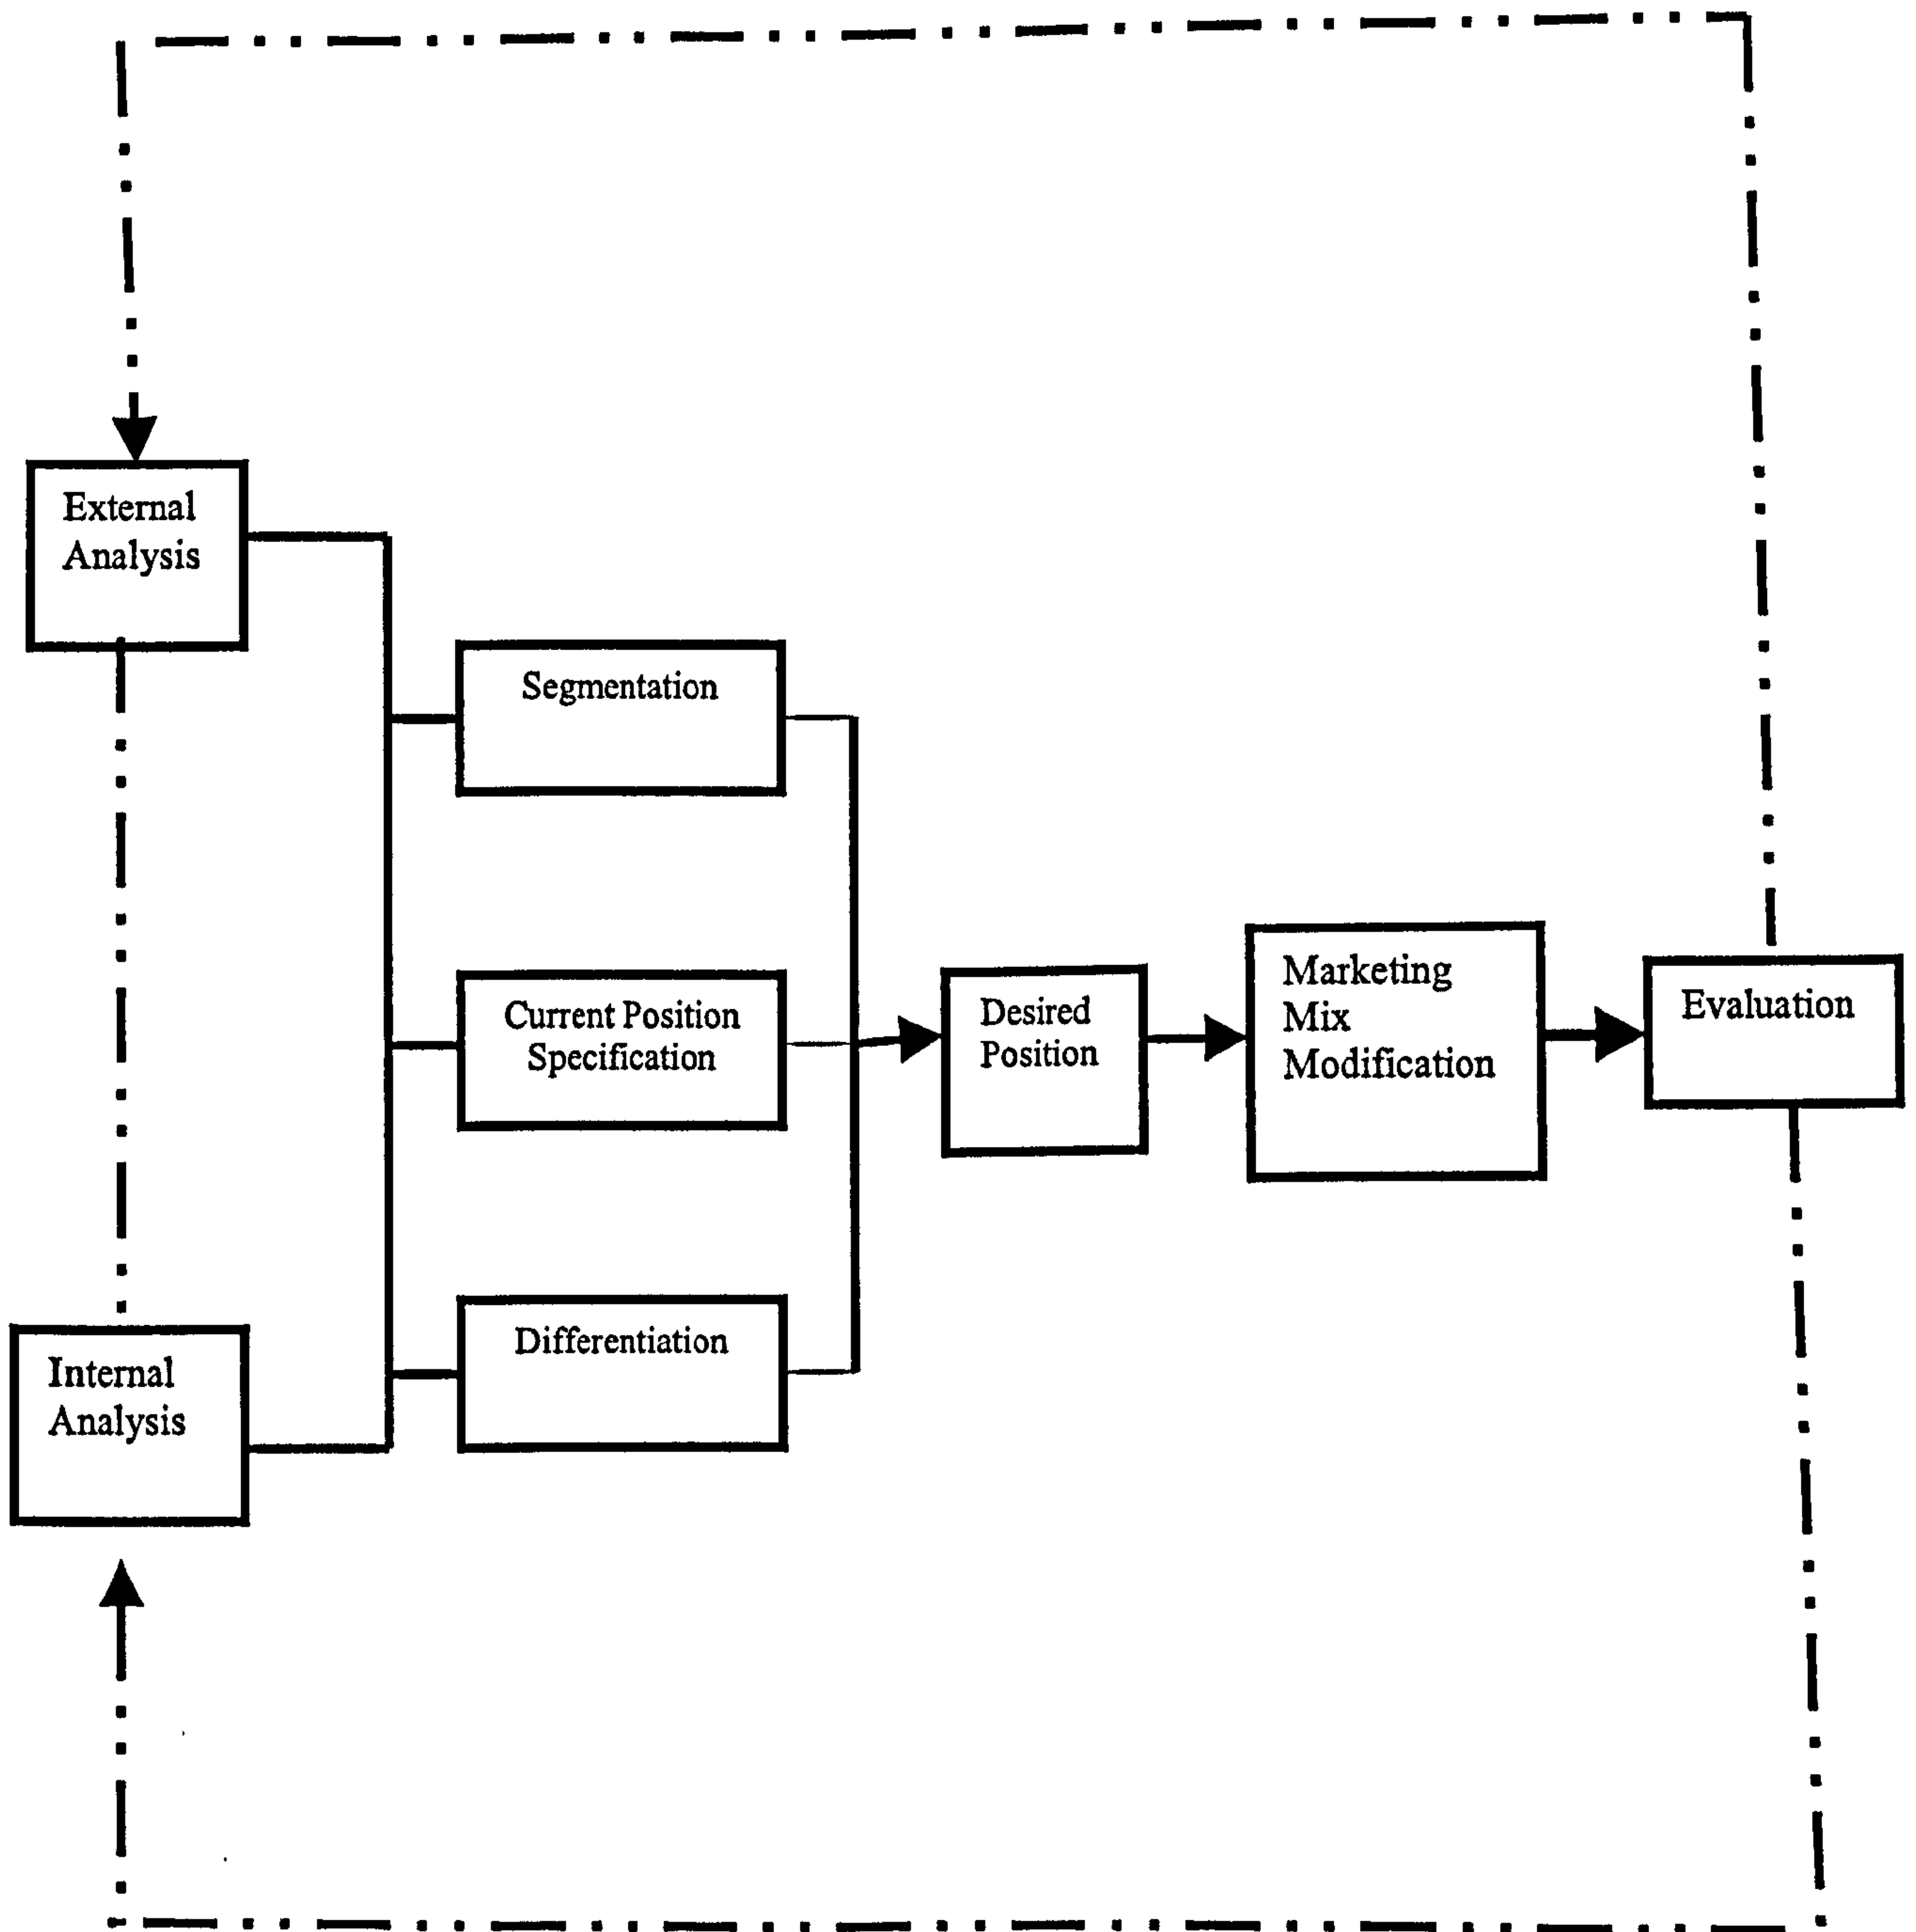 External
Analysis
Segmentation
Current Position
Specification
Differentiation
Internal
Analysis
Desired
Position
Marketing
Mix
Modification
Evaluation